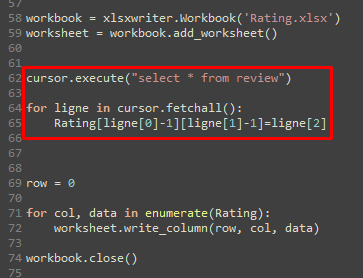 57
58 workbook = xlsxwriter.Workbook('Rating.xlsx')
59 worksheet = workbook.add_worksheet()
60
61
62 cursor.execute("select * from review")
63
64 for ligne in cursor.fetchall():
65     Rating[ligne[0]-1][ligne[1]-1]=ligne[2]
66
67
68
69 row = 0
70
71 for col, data in enumerate(Rating):
72     worksheet.write_column(row, col, data)
73
74 workbook.close()
75